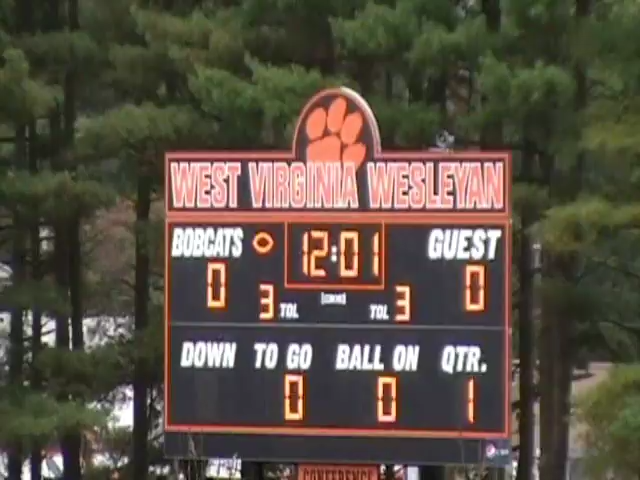 WEST VIRGINIA WESLEYAN
BOBCATS 12:01 GUEST
0 0
3 TOL TOL 3
DOWN TO GO BALL ON QTR.
0 0 1
CONFERENCE